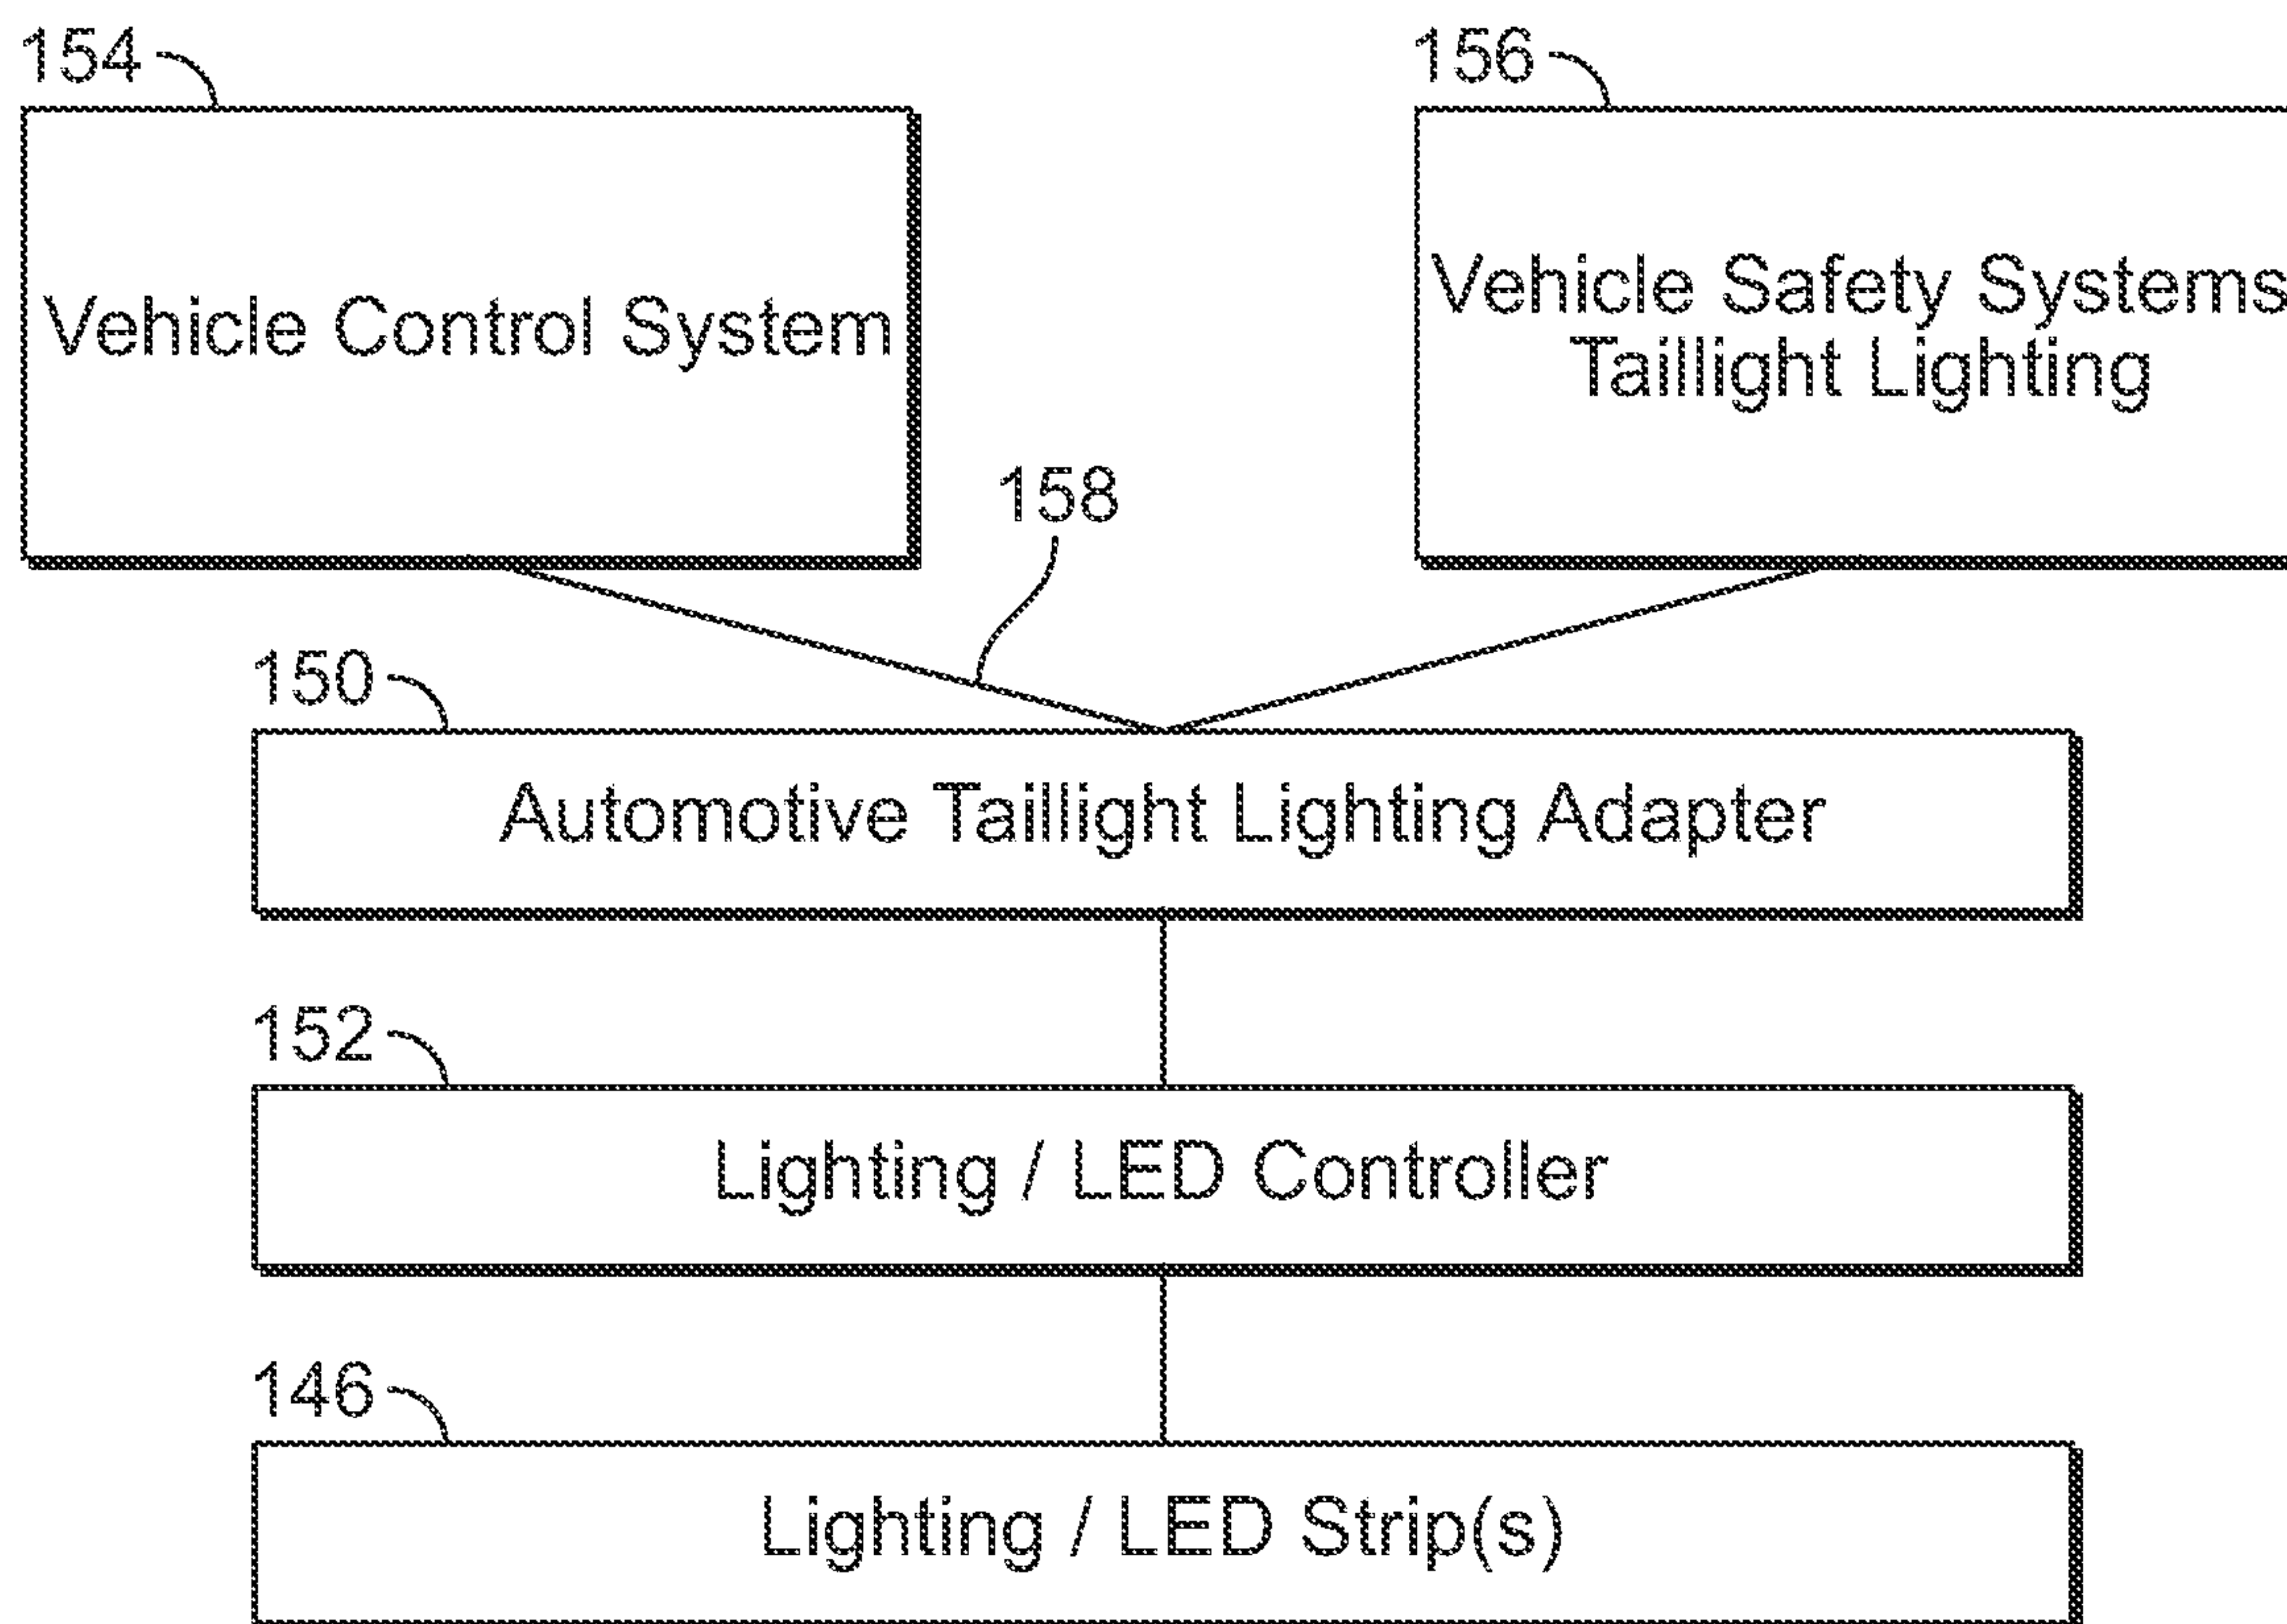 154
156
Vehicle Control System
Vehicle Safety Systems
Taillight Lighting
158
150
Automotive Taillight Lighting Adapter
152
Lighting / LED Controller
146
Lighting / LED Strip(s)